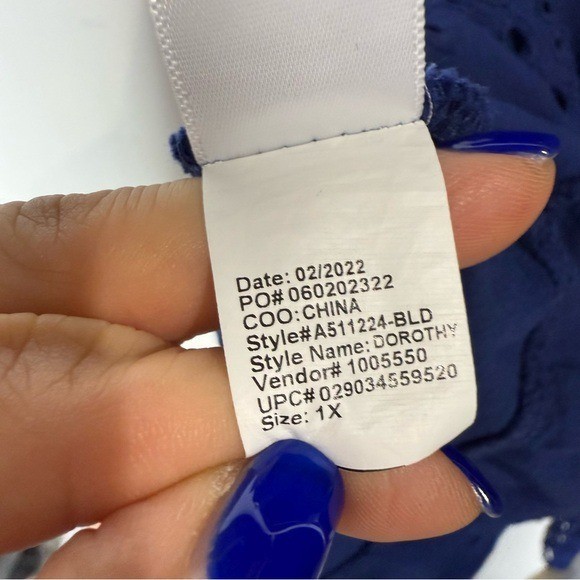 Date: 02/2022
PO# 060202322
COO: CHINA
Style#A511224-BLD
Style Name: DOROTHY
Vendor# 1005550
UPC# 029034559520
Size: 1X